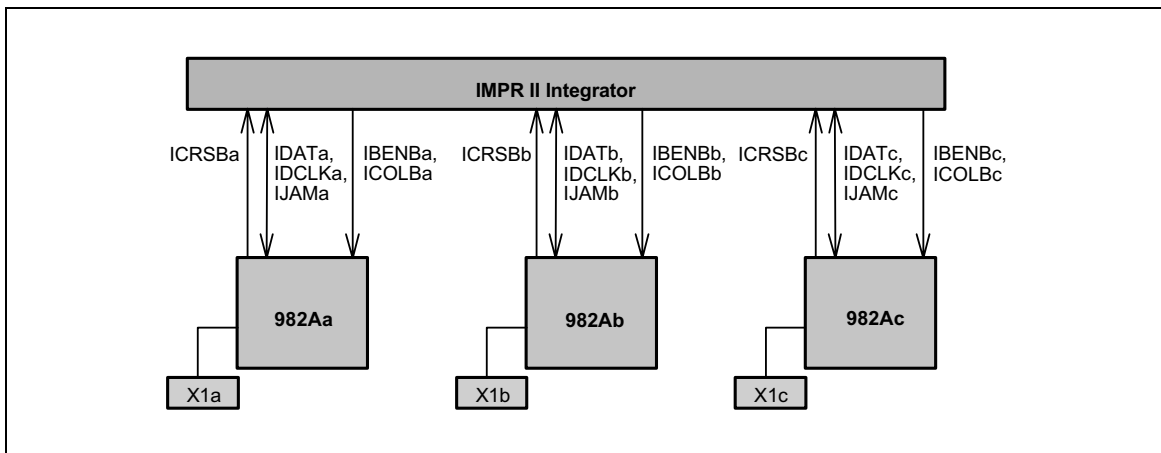 IMPR II Integrator
ICRSBa
IDATa,
IDCLKa,
IJAMa
IBENBa,
ICOLBa
ICRSBb
IDATb,
IDCLKb,
IJAMb
IBENBb,
ICOLBb
ICRSBc
IDATc,
IDCLKc,
IJAMc
IBENBc,
ICOLBc
982Aa
982Ab
982Ac
X1a
X1b
X1c